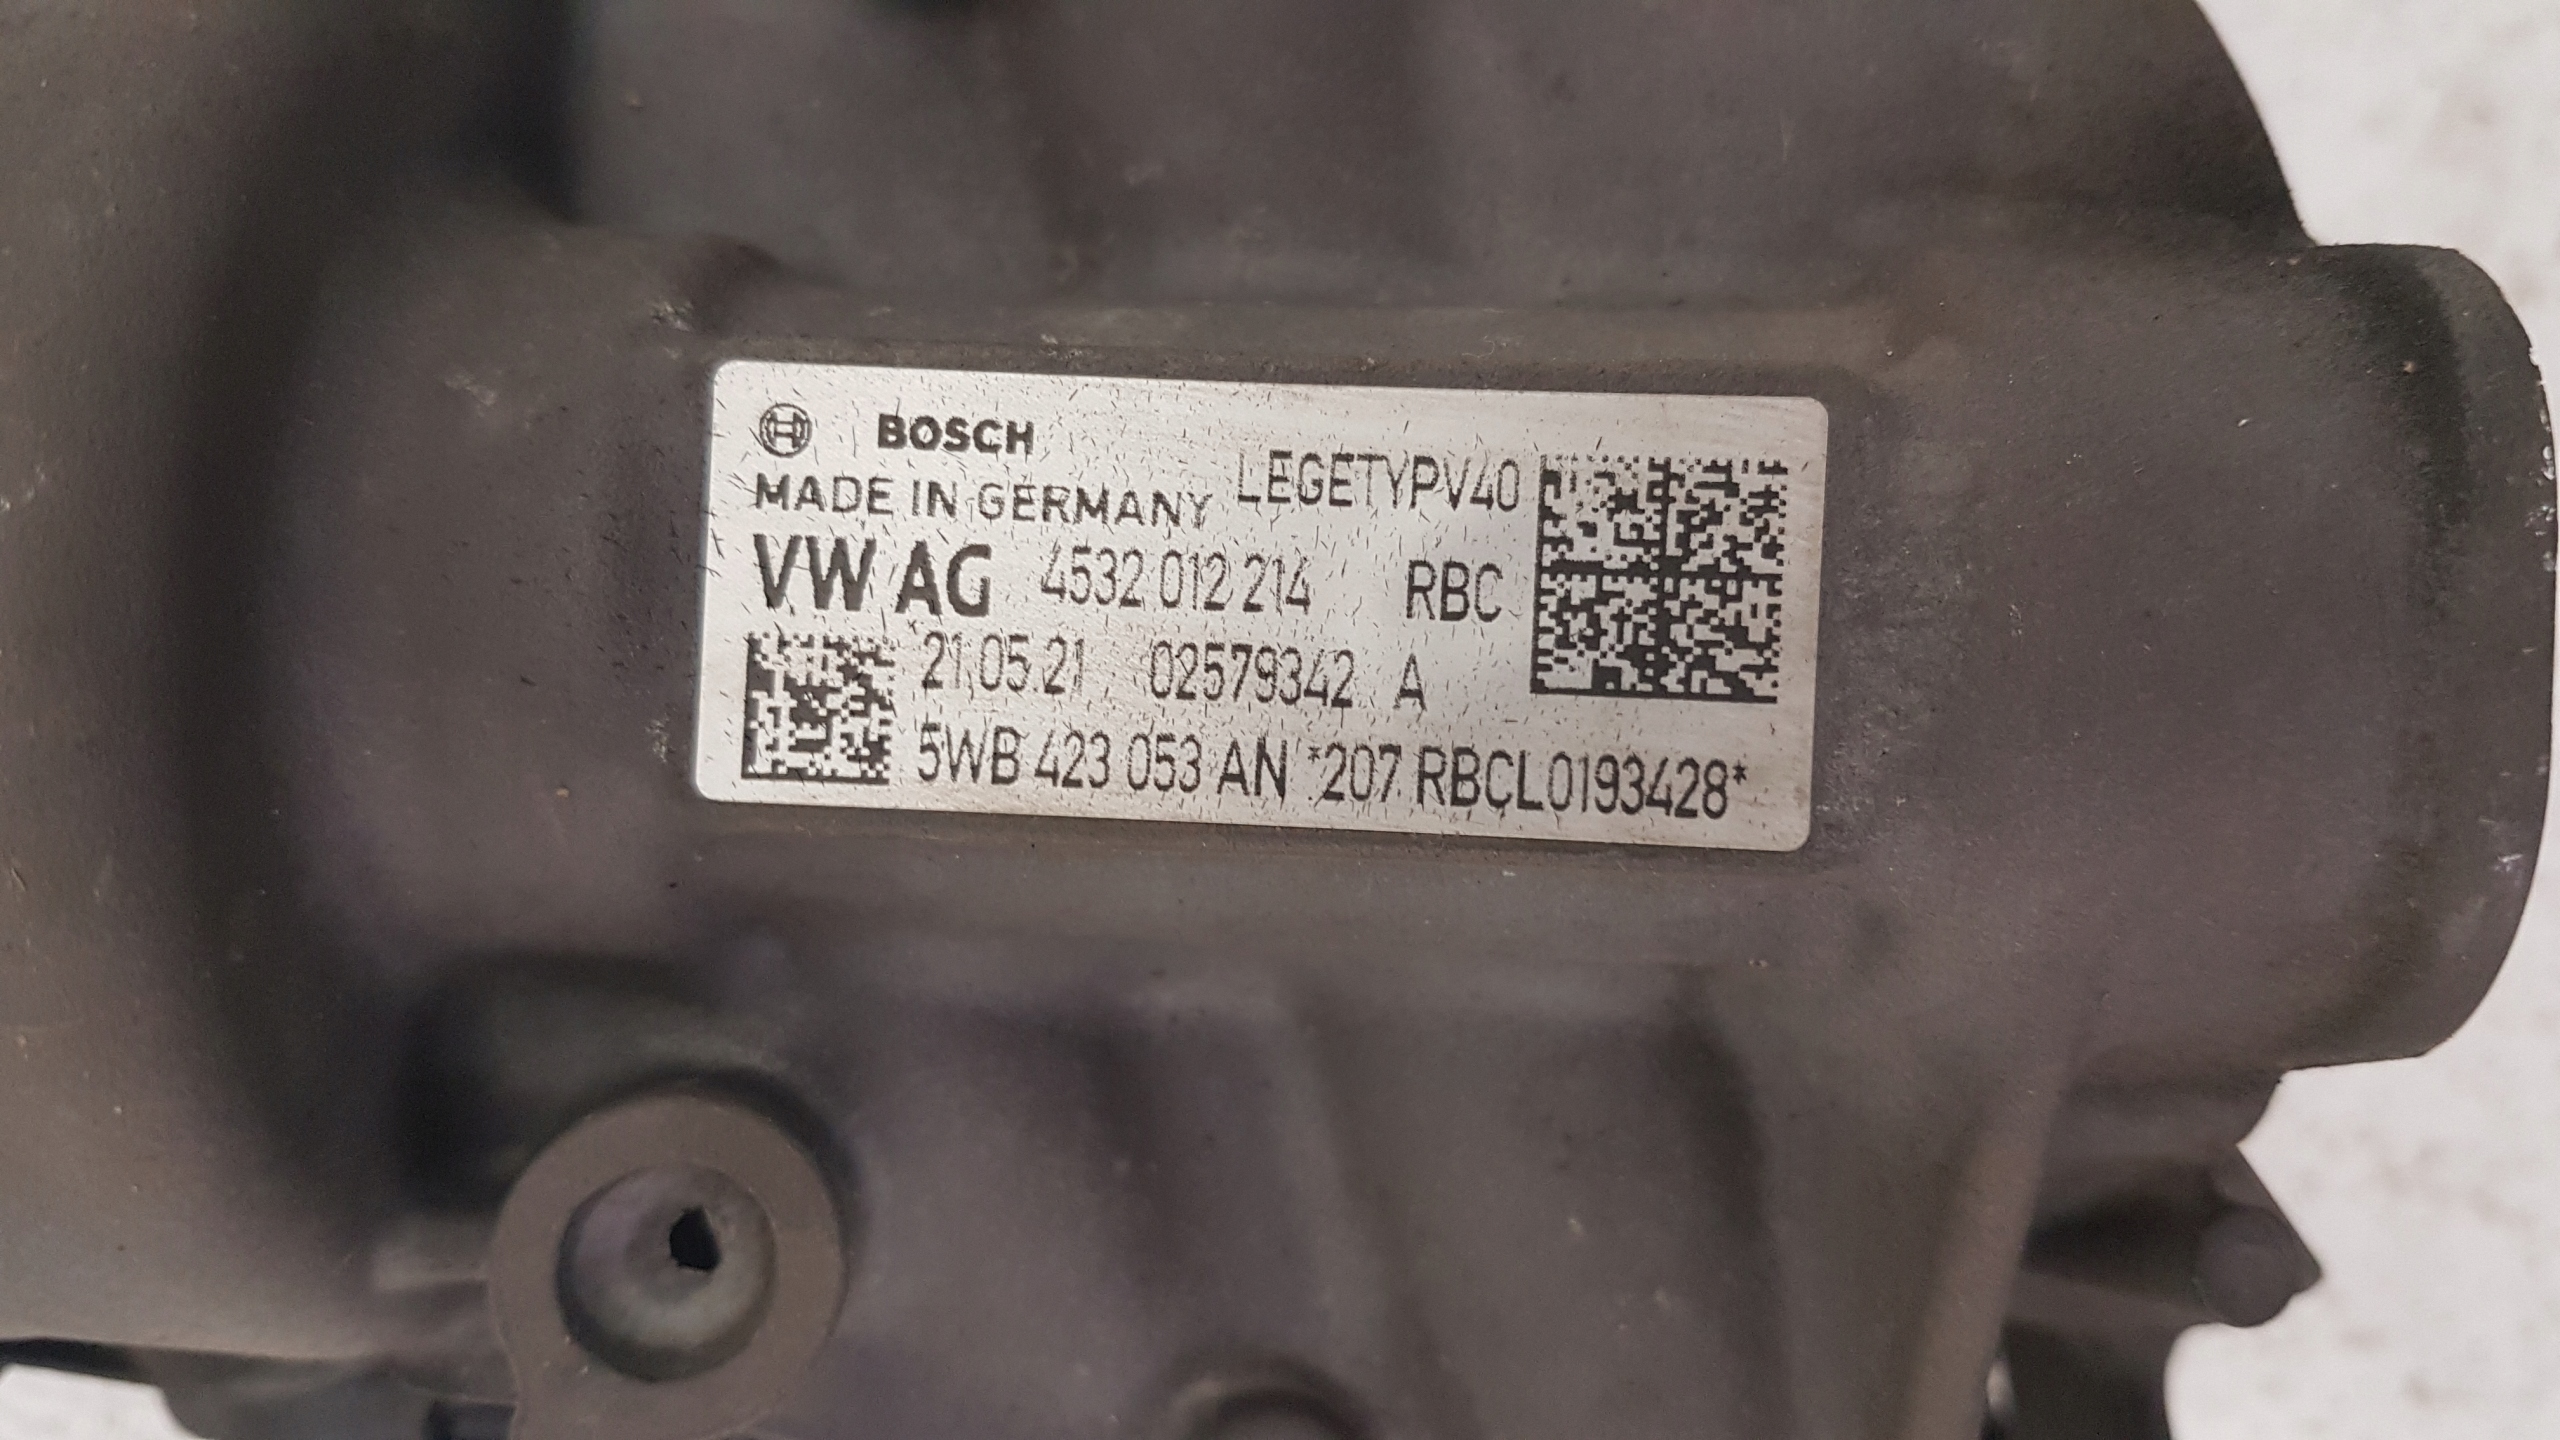 BOSCH
MADE IN GERMANY LEGETYPV40
VW AG 4532 012 214 RBC
21.05.21 02579342 A
5WB 423 053 AN *207 RBCL0193428*